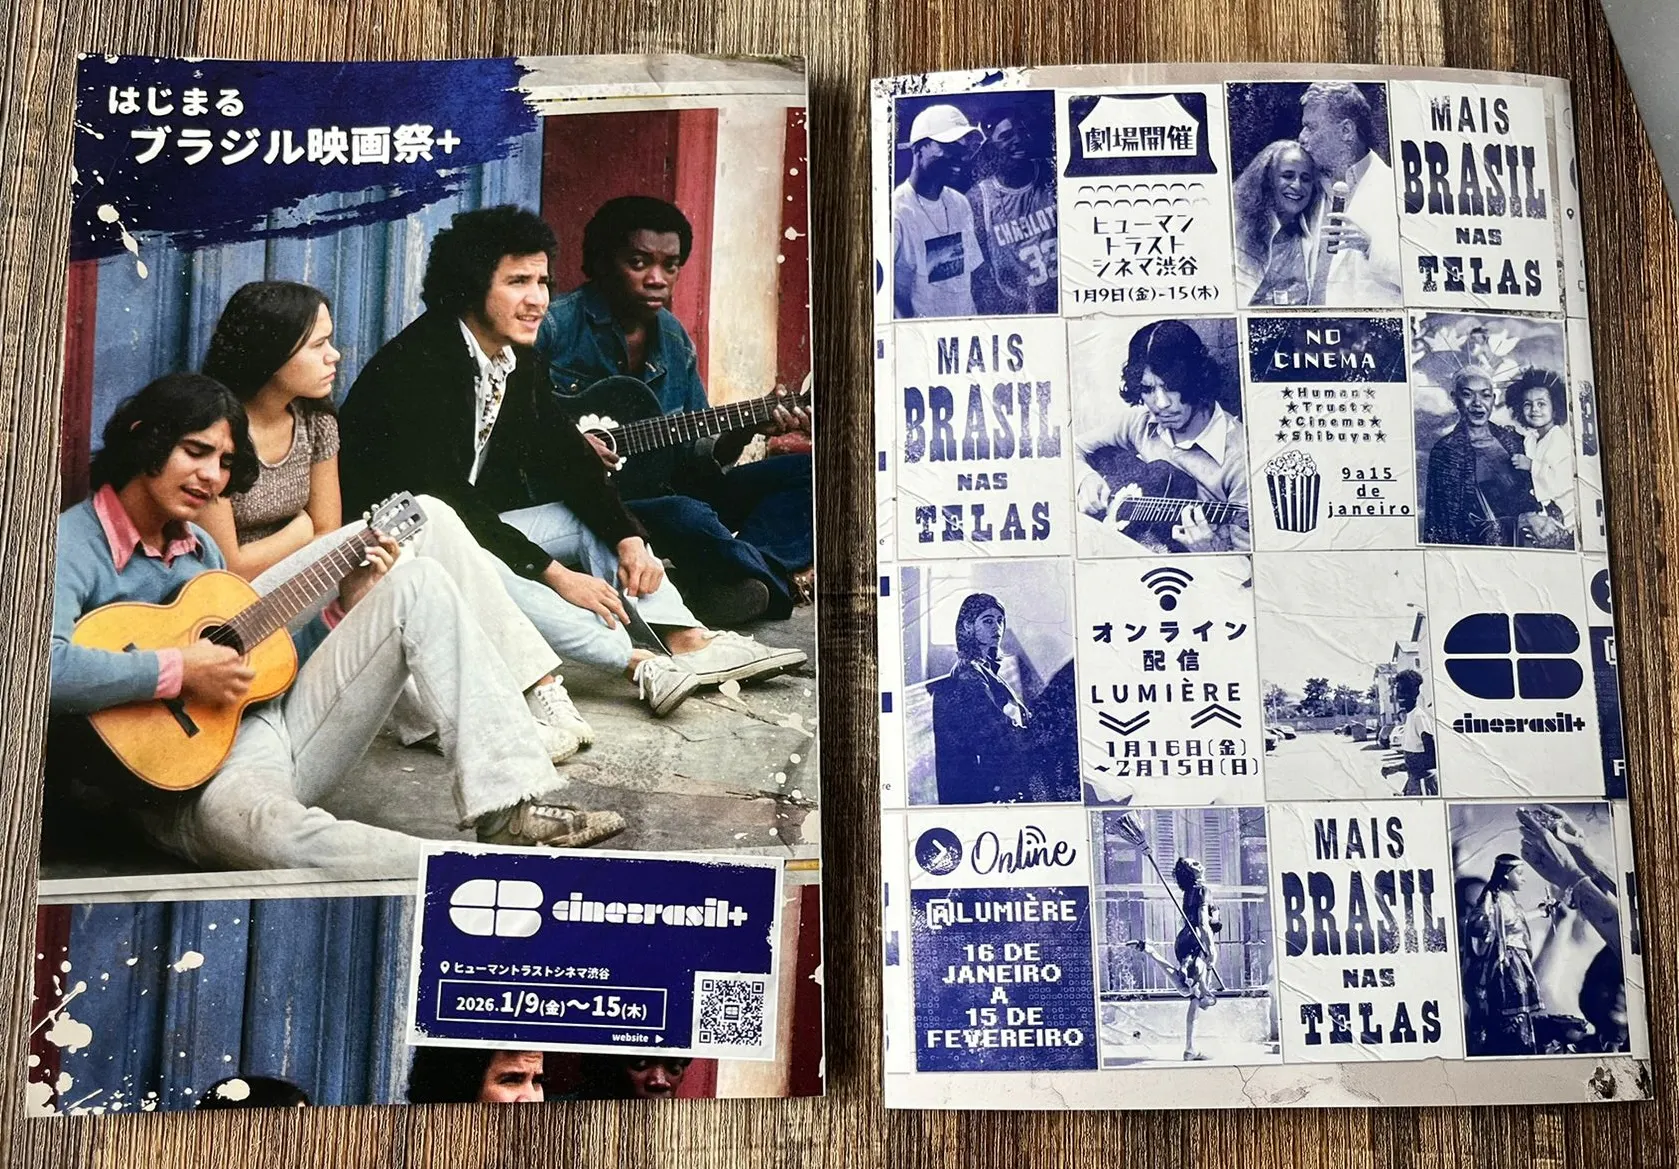 はじまる
ブラジル映画祭+
cinebrasil+
ヒューマントラストシネマ渋谷
2026.1/9(金)〜15(木)
website ▶
CHARLOTTE
33
劇場開催
ヒューマン
トラスト
シネマ渋谷
1月9日(金)-15(木)
MAIS
BRASIL
NAS
TELAS
MAIS
BRASIL
NAS
TELAS
NO
CINEMA
★Human★
★Trust★
★Cinema★
★Shibuya★
9a15
de
janeiro
オンライン
配信
LUMIÈRE
1月16日(金)
~2月15日(日)
cinebrasil+
Online
LUMIÈRE
16 DE
JANEIRO
A
15 DE
FEVEREIRO
MAIS
BRASIL
NAS
TELAS